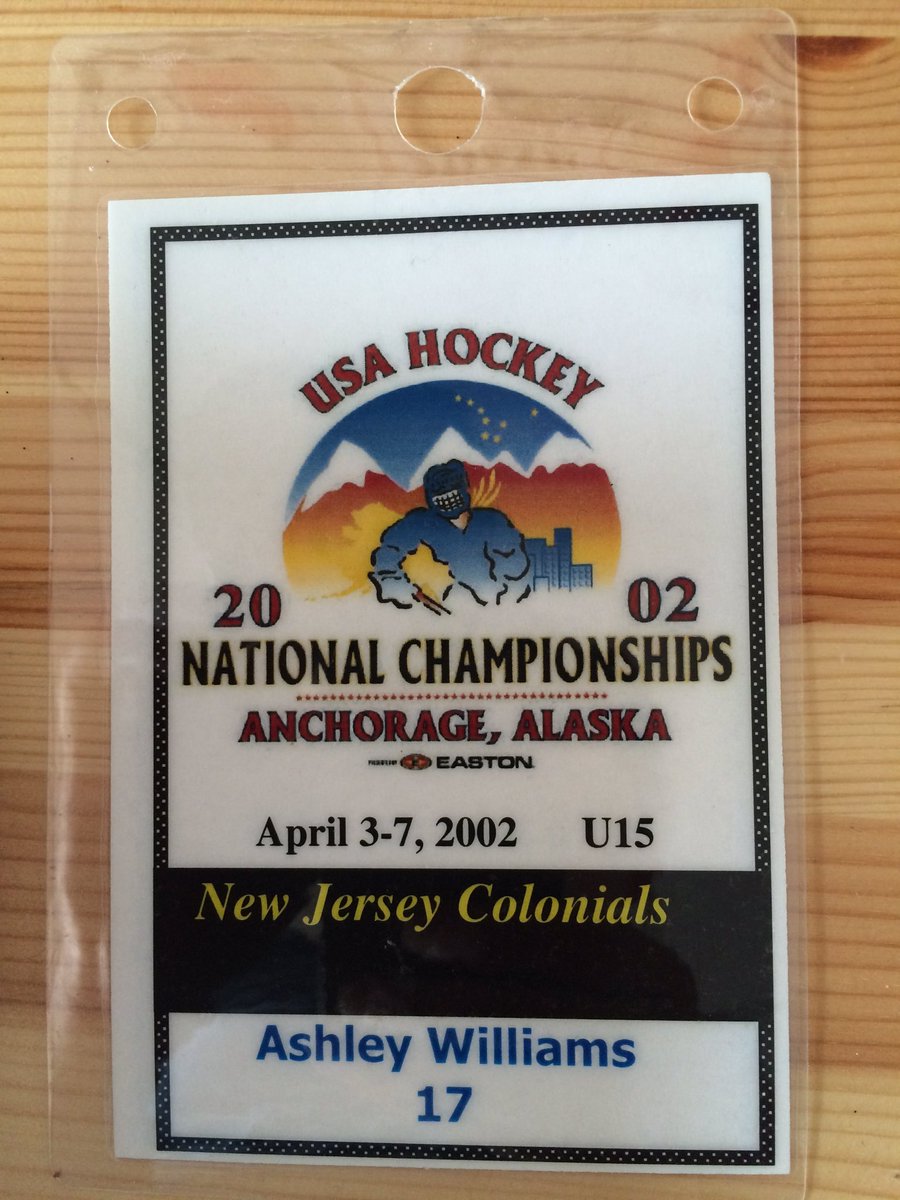 USA HOCKEY
20 02
NATIONAL CHAMPIONSHIPS
ANCHORAGE, ALASKA
EASTON
April 3-7, 2002 U15
New Jersey Colonials
Ashley Williams
17